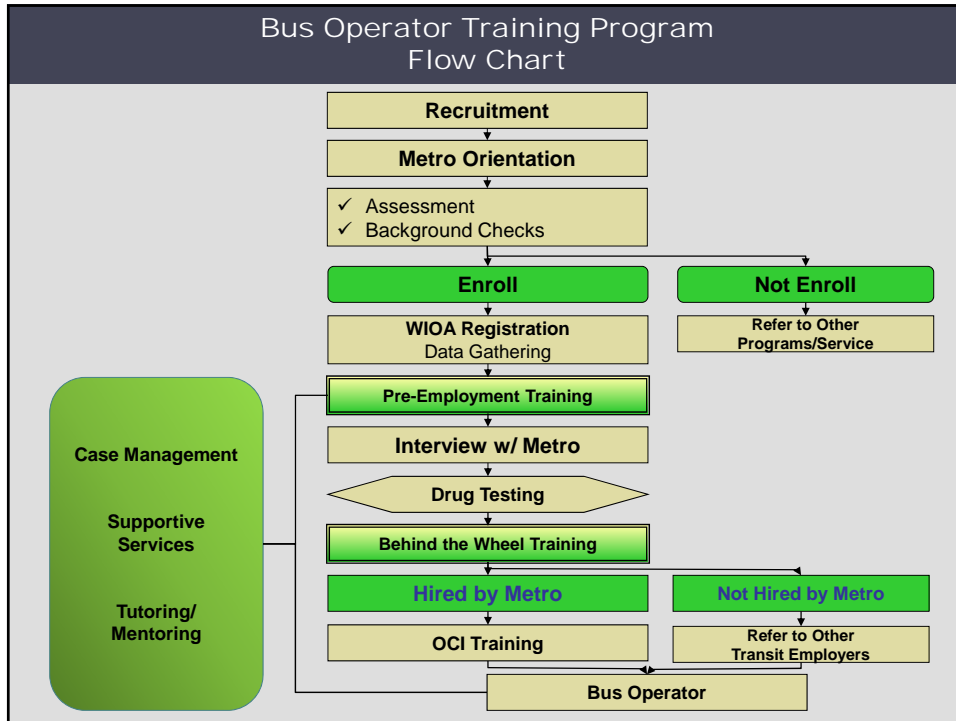 Bus Operator Training Program
Flow Chart
Recruitment
Metro Orientation
✓ Assessment
✓ Background Checks
Enroll
Not Enroll
WIOA Registration
Data Gathering
Refer to Other
Programs/Service
Pre-Employment Training
Interview w/ Metro
Drug Testing
Behind the Wheel Training
Case Management
Supportive
Services
Tutoring/
Mentoring
Hired by Metro
Not Hired by Metro
OCI Training
Refer to Other
Transit Employers
Bus Operator